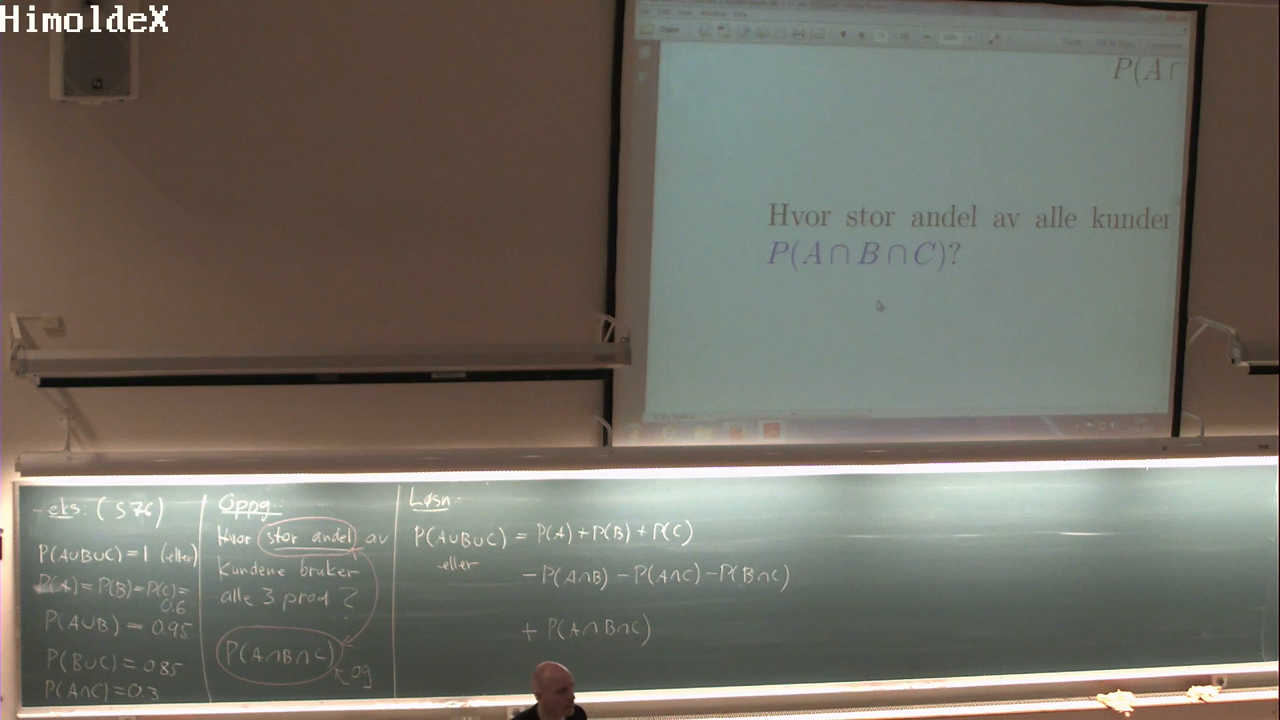 HimoldeX
P(A ∩
Hvor stor andel av alle kunder
P(A ∩ B ∩ C)?
- eks: (S76)
P(A∪B∪C) = 1 (eller)
P(A) = P(B) = P(C) =
0.6
P(A∪B) = 0.95
P(B∪C) = 0.85
P(A∩C) = 0.3
Oppg.:
Hvor stor andel av
kundene bruker
alle 3 prod?
P(A∩B∩C)
og
Løsn.:
P(A∪B∪C) = P(A) + P(B) + P(C)
eller
- P(A∩B) - P(A∩C) - P(B∩C)
+ P(A∩B∩C)